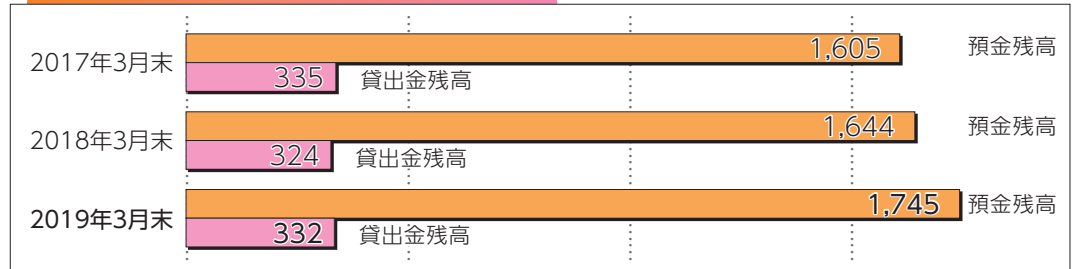 2017年3月末
1,605
預金残高
335
貸出金残高
2018年3月末
1,644
預金残高
324
貸出金残高
2019年3月末
1,745
預金残高
332
貸出金残高